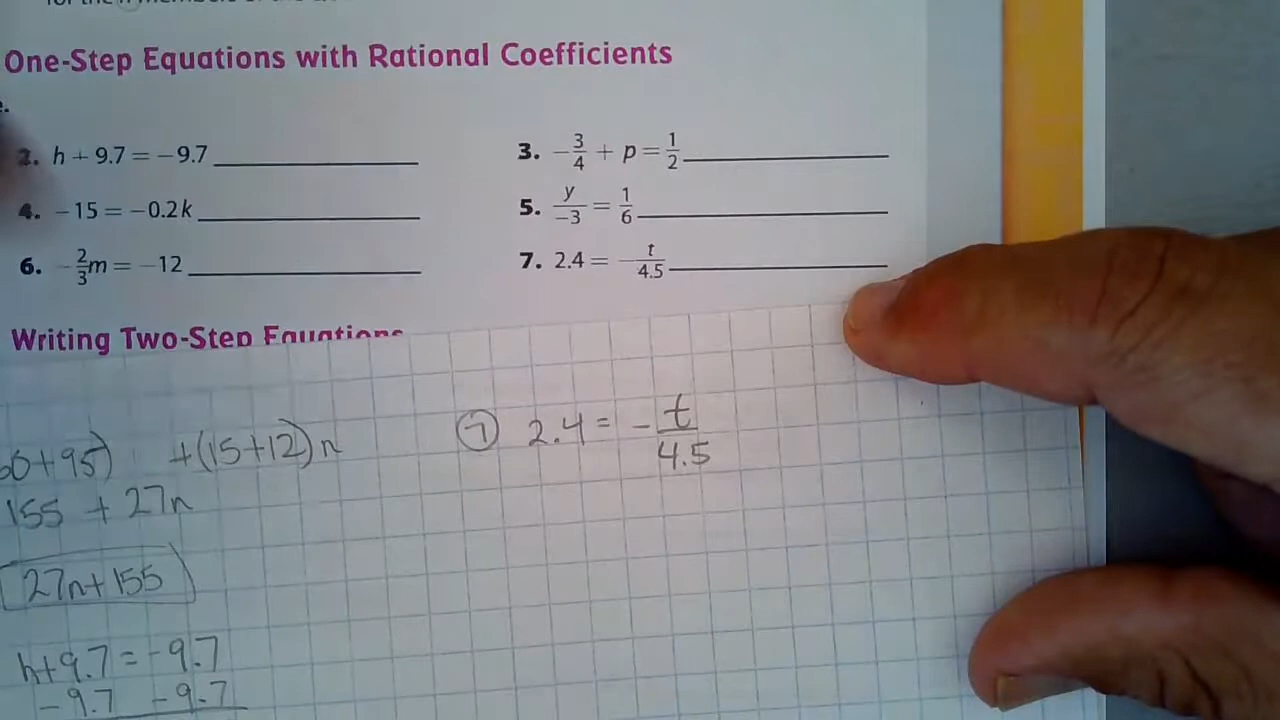 One-Step Equations with Rational Coefficients
2. h + 9.7 = −9.7
3. −3/4 + p = 1/2
4. −15 = −0.2k
5. y/−3 = 1/6
6. −2/3m = −12
7. 2.4 = −t/4.5
Writing Two-Step Equations
+(15+12)n
155 + 27n
27n+155
h+9.7=-9.7
-9.7 -9.7
7 2.4 = -t/4.5